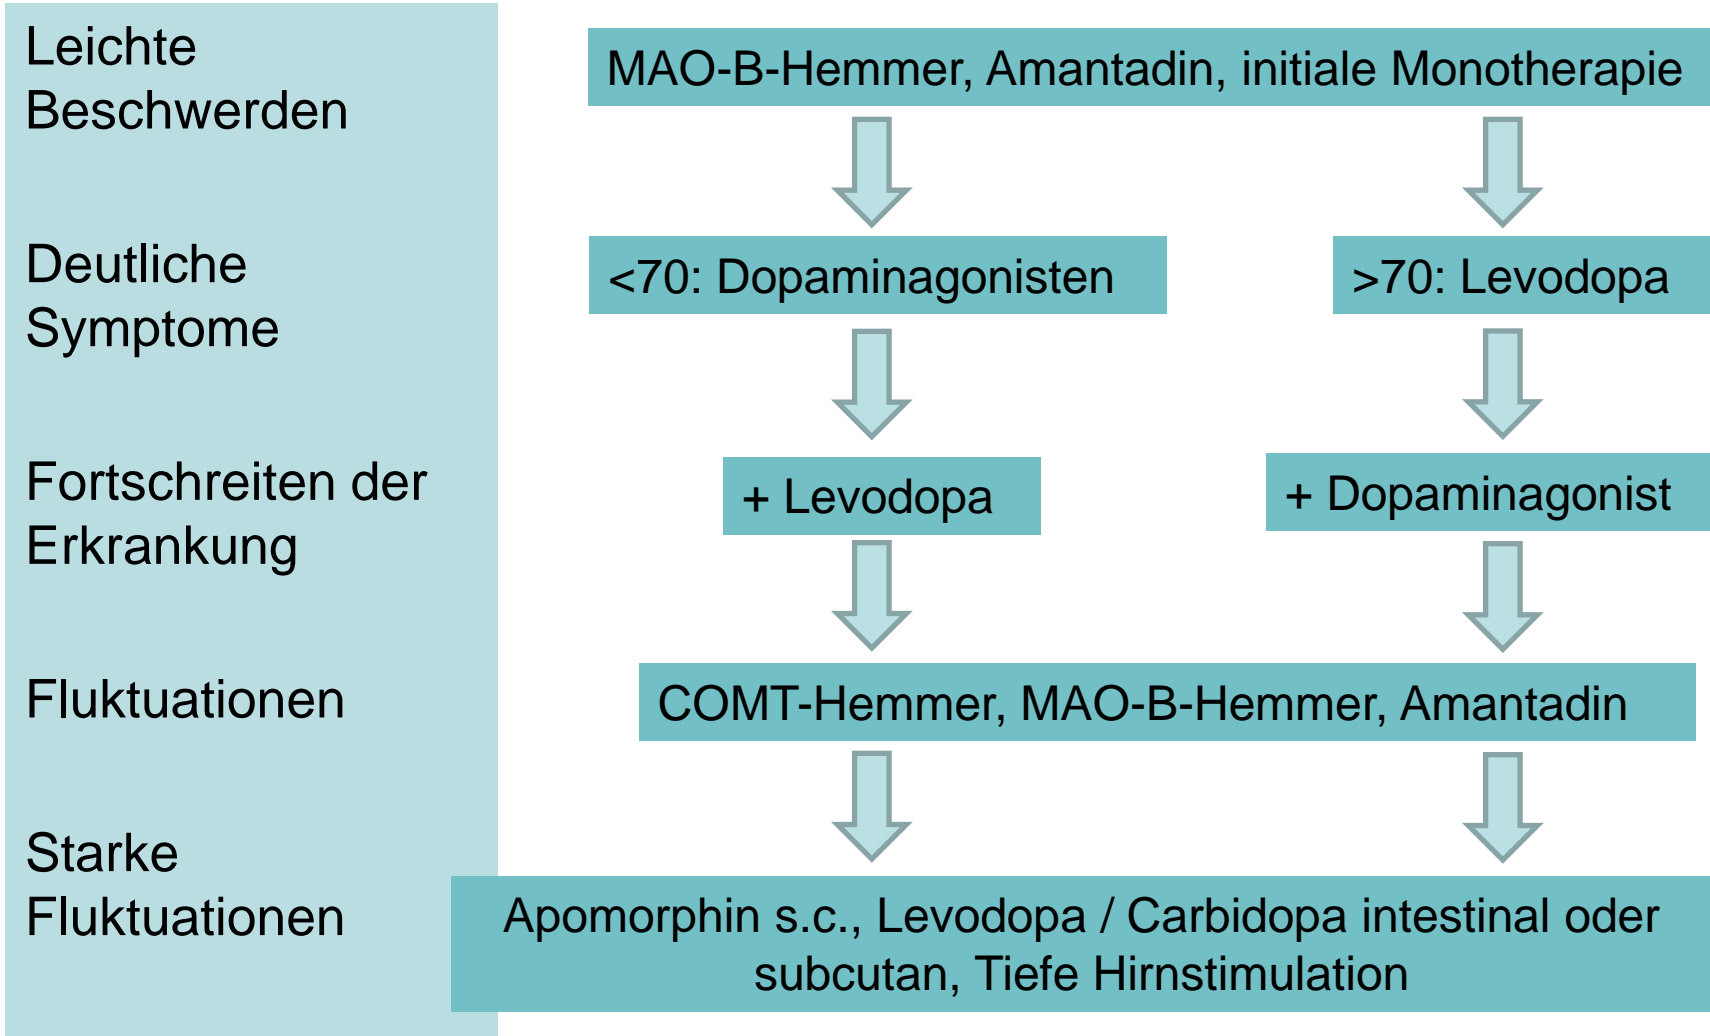 Leichte
Beschwerden
MAO-B-Hemmer, Amantadin, initiale Monotherapie
Deutliche
Symptome
<70: Dopaminagonisten
>70: Levodopa
Fortschreiten der
Erkrankung
+ Levodopa
+ Dopaminagonist
Fluktuationen
COMT-Hemmer, MAO-B-Hemmer, Amantadin
Starke
Fluktuationen
Apomorphin s.c., Levodopa / Carbidopa intestinal oder
subcutan, Tiefe Hirnstimulation